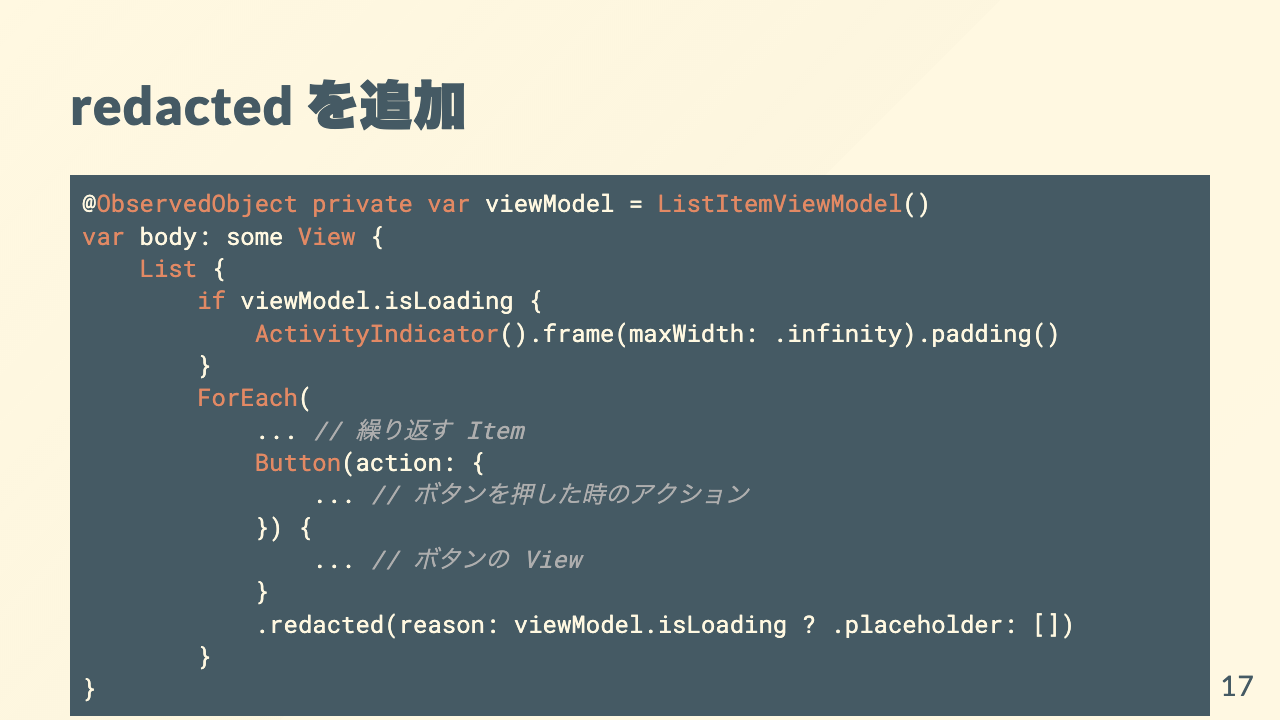 redacted を追加
@ObservedObject private var viewModel = ListItemViewModel()
var body: some View {
    List {
        if viewModel.isLoading {
            ActivityIndicator().frame(maxWidth: .infinity).padding()
        }
        ForEach(
            ... // 繰り返す Item
            Button(action: {
                ... // ボタンを押した時のアクション
            }) {
                ... // ボタンの View
            }
            .redacted(reason: viewModel.isLoading ? .placeholder: [])
        }
}
17